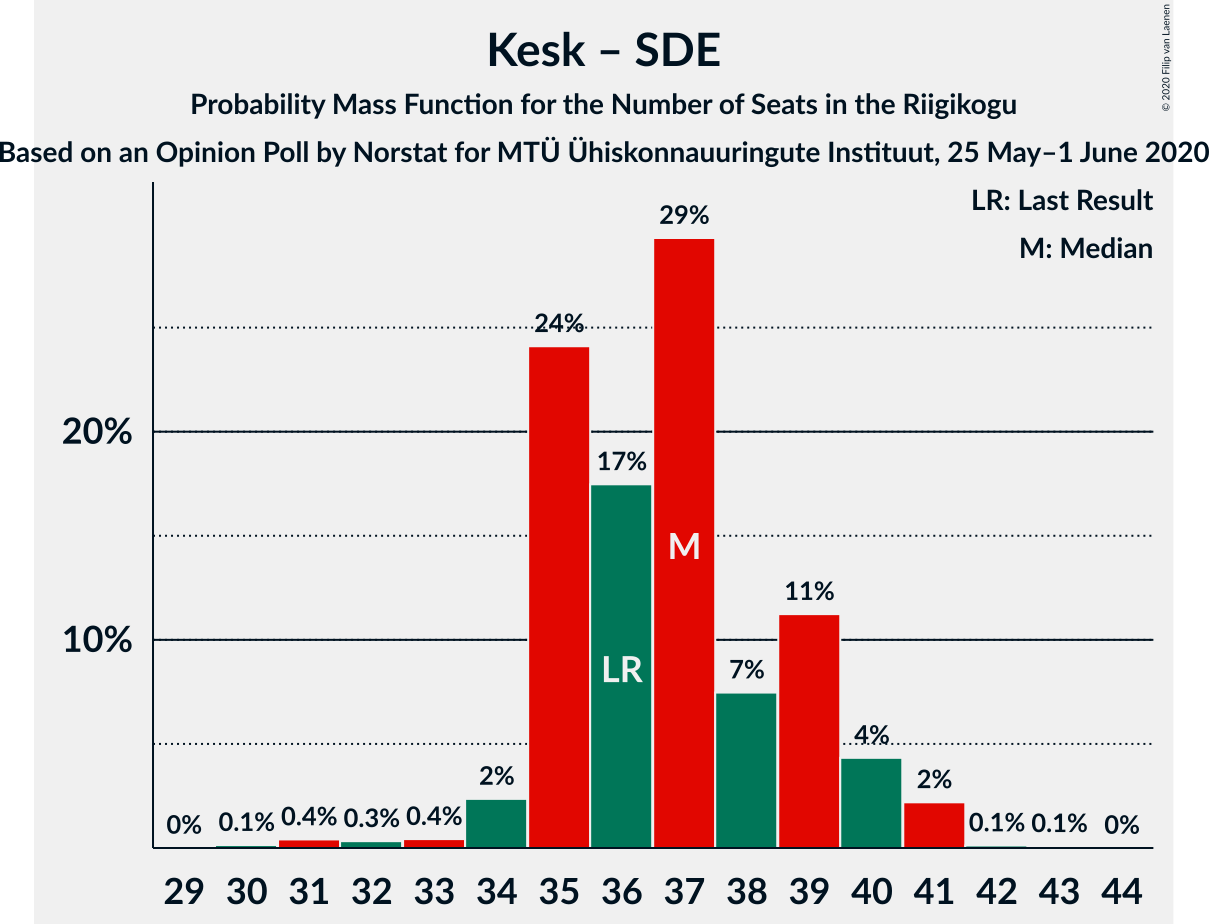 Kesk – SDE
Probability Mass Function for the Number of Seats in the Riigikogu
Based on an Opinion Poll by Norstat for MTÜ Ühiskonnauuringute Instituut, 25 May–1 June 2020
© 2020 Filip van Laenen
LR: Last Result
M: Median
29%
24%
20%
17%
M
11%
10%
LR
7%
4%
2%
2%
0%
0.1%
0.4%
0.3%
0.4%
0.1%
0.1%
0%
29 30 31 32 33 34 35 36 37 38 39 40 41 42 43 44